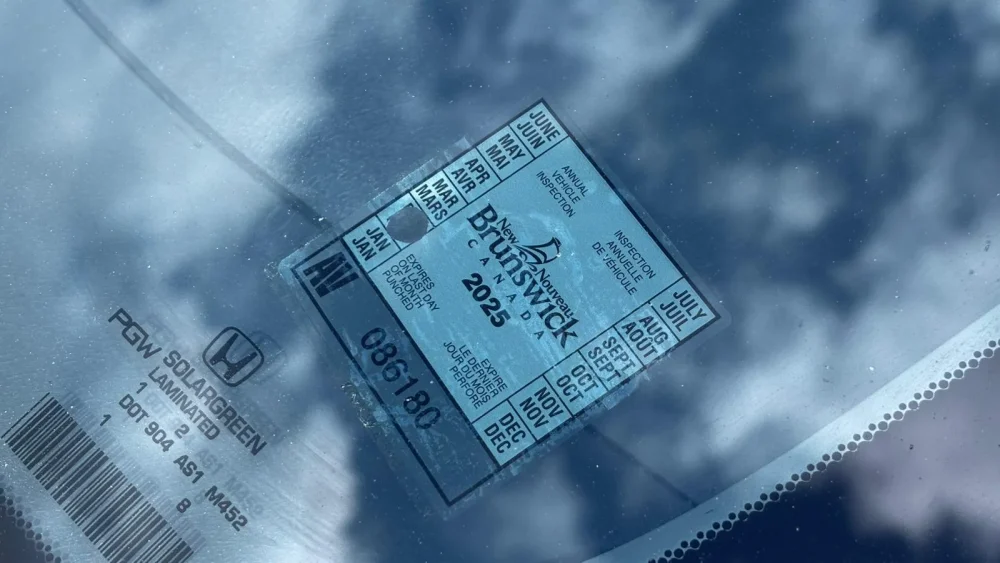 JUNE
JUIN
MAY
MAI
APR
AVR
MAR
MARS
JAN
JAN
ANNUAL
VEHICLE
INSPECTION
INSPECTION
ANNUELLE
DE VÉHICULE
New Nouveau
Brunswick
CANADA
2025
EXPIRES
ON LAST DAY
OF MONTH
PUNCHED
EXPIRE
LE DERNIER
JOUR DU MOIS
PERFORÉ
JULY
JUIL
AUG
AOÛT
SEPT
SEPT
OCT
OCT
NOV
NOV
DEC
DEC
AV
086180
PGW SOLARGREEN
LAMINATED
1 2
DOT 904 AS1 M452
1 8